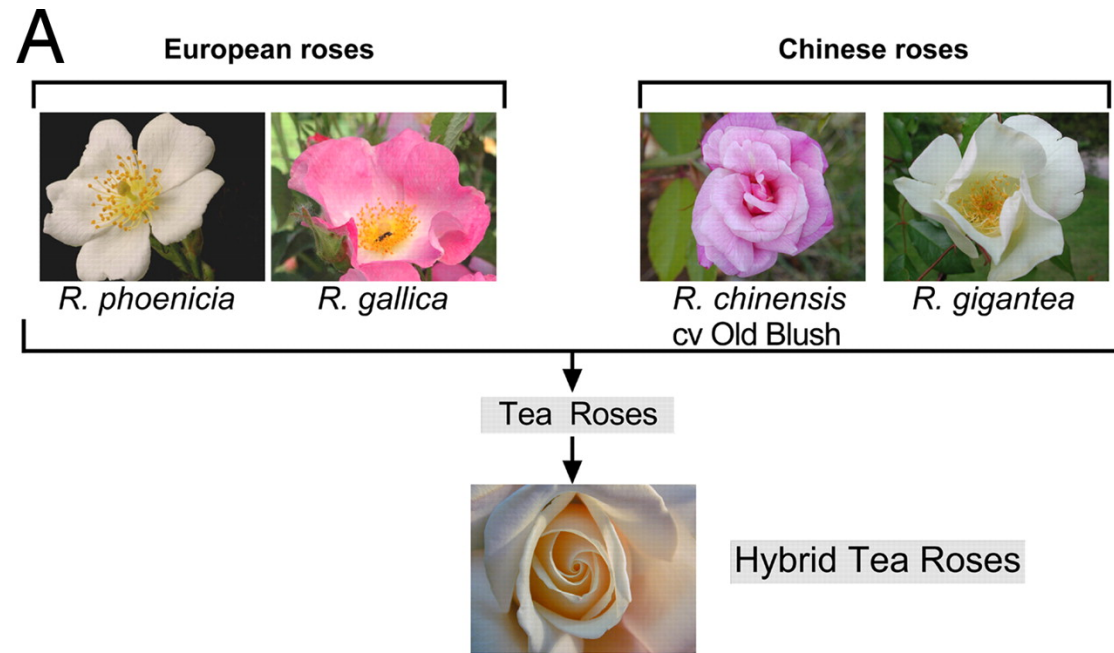 A
European roses
Chinese roses
R. phoenicia
R. gallica
R. chinensis
cv Old Blush
R. gigantea
Tea Roses
Hybrid Tea Roses